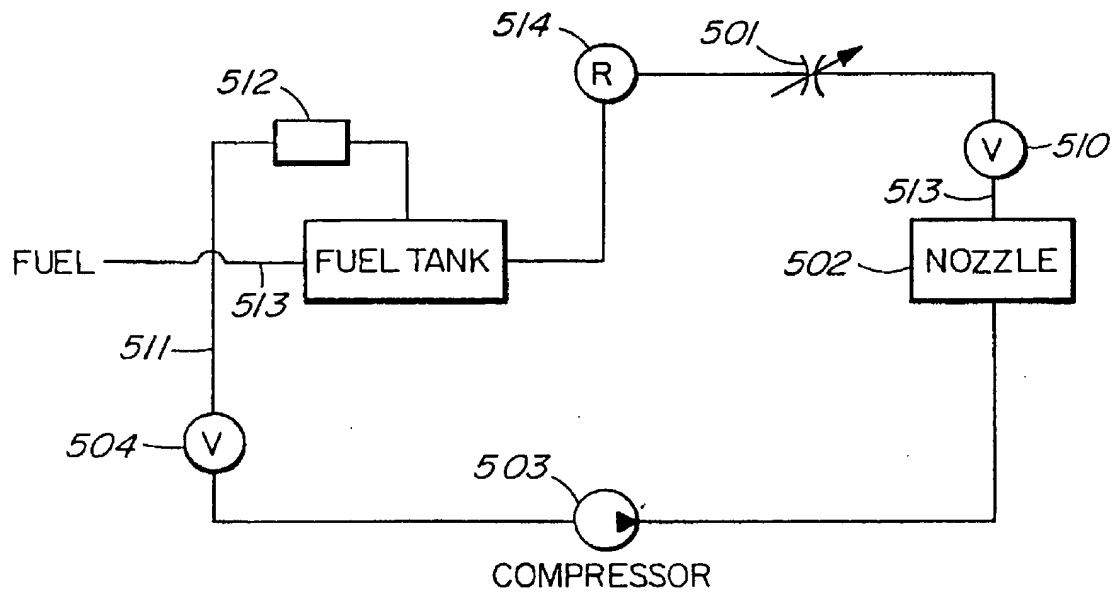 514
501
R
512
V
510
513
FUEL
FUEL TANK
502
NOZZLE
513
511
504
V
503
COMPRESSOR